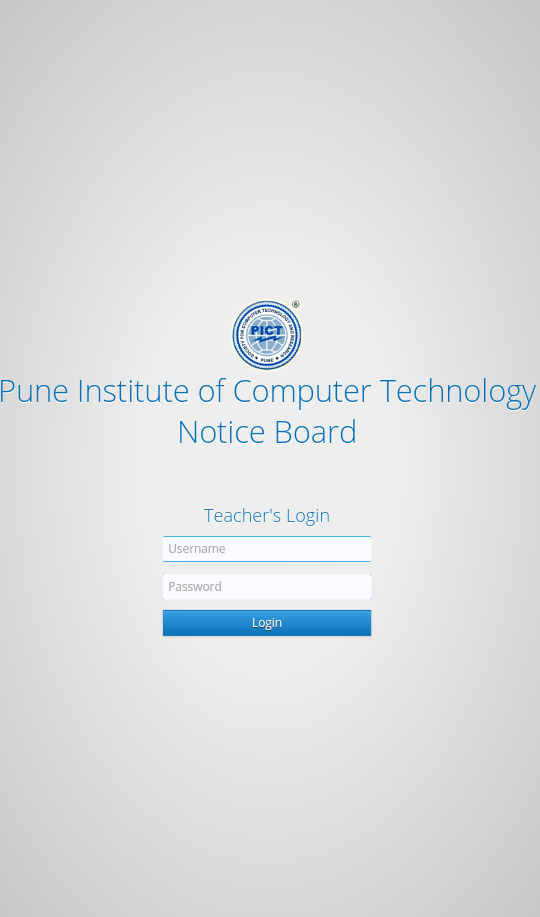 ®
SOCIETY FOR COMPUTER TECHNOLOGY AND RESEARCH
PICT
PUNE
Pune Institute of Computer Technology
Notice Board
Teacher's Login
Username
Password
Login